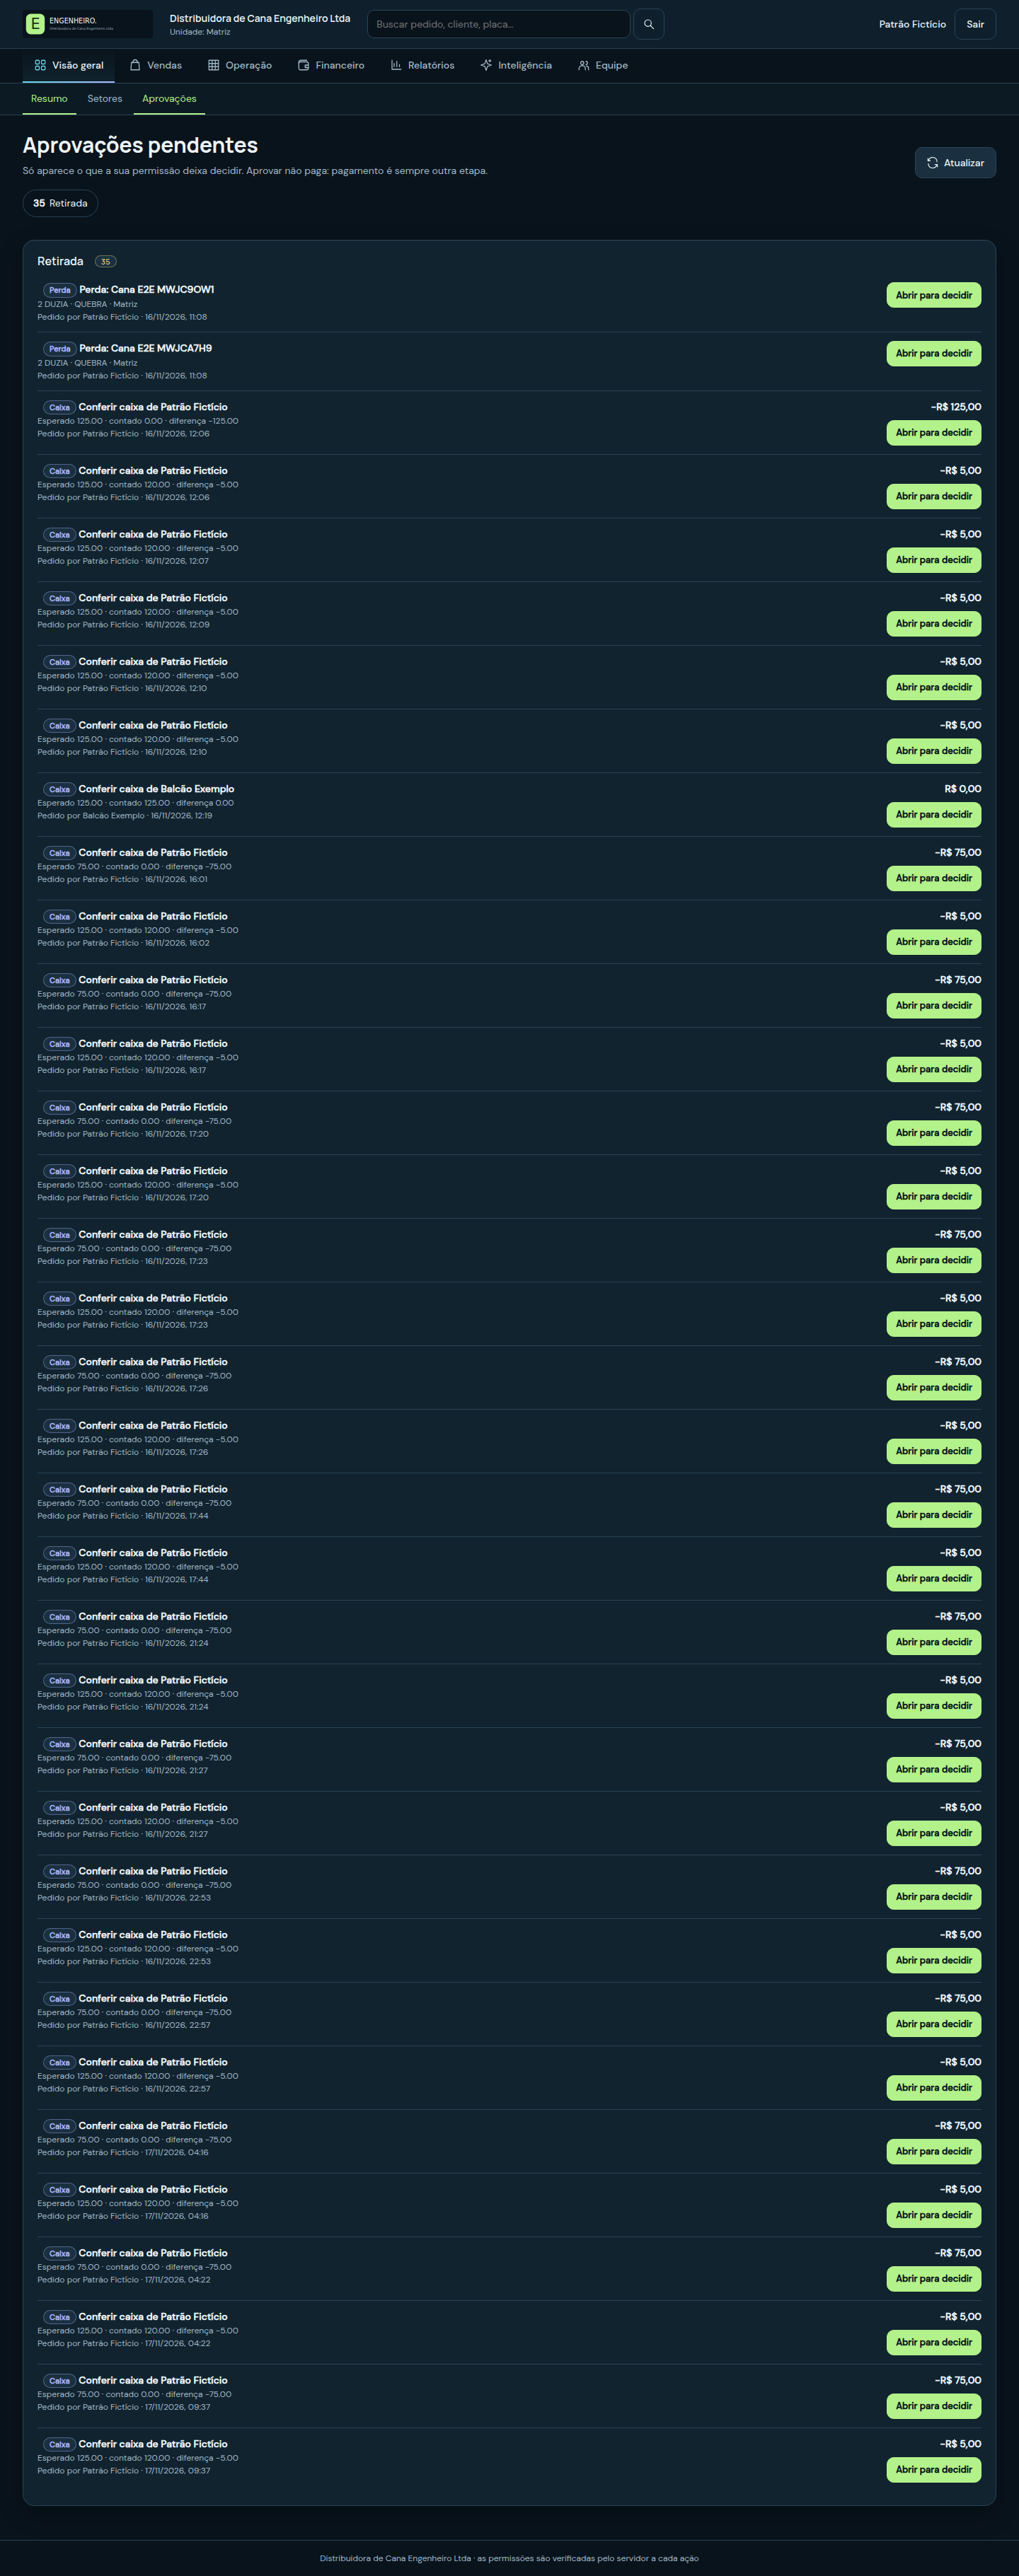 E ENGENHEIRO.
Distribuidora de Cana Engenheiro Ltda
Distribuidora de Cana Engenheiro Ltda
Unidade: Matriz
Buscar pedido, cliente, placa...
Patrão Fictício
Sair
Visão geral
Vendas
Operação
Financeiro
Relatórios
Inteligência
Equipe
Resumo
Setores
Aprovações
Aprovações pendentes
Só aparece o que a sua permissão deixa decidir. Aprovar não paga: pagamento é sempre outra etapa.
Atualizar
35 Retirada
Retirada 35
Perda Perda: Cana E2E MWJC9OW1
2 DUZIA · QUEBRA · Matriz
Pedido por Patrão Fictício · 16/11/2026, 11:08
Abrir para decidir
Perda Perda: Cana E2E MWJCA7H9
2 DUZIA · QUEBRA · Matriz
Pedido por Patrão Fictício · 16/11/2026, 11:08
Abrir para decidir
Caixa Conferir caixa de Patrão Fictício
Esperado 125.00 · contado 0.00 · diferença -125.00
Pedido por Patrão Fictício · 16/11/2026, 12:06
-R$ 125,00
Abrir para decidir
Caixa Conferir caixa de Patrão Fictício
Esperado 125.00 · contado 120.00 · diferença -5.00
Pedido por Patrão Fictício · 16/11/2026, 12:06
-R$ 5,00
Abrir para decidir
Caixa Conferir caixa de Patrão Fictício
Esperado 125.00 · contado 120.00 · diferença -5.00
Pedido por Patrão Fictício · 16/11/2026, 12:07
-R$ 5,00
Abrir para decidir
Caixa Conferir caixa de Patrão Fictício
Esperado 125.00 · contado 120.00 · diferença -5.00
Pedido por Patrão Fictício · 16/11/2026, 12:09
-R$ 5,00
Abrir para decidir
Caixa Conferir caixa de Patrão Fictício
Esperado 125.00 · contado 120.00 · diferença -5.00
Pedido por Patrão Fictício · 16/11/2026, 12:10
-R$ 5,00
Abrir para decidir
Caixa Conferir caixa de Patrão Fictício
Esperado 125.00 · contado 120.00 · diferença -5.00
Pedido por Patrão Fictício · 16/11/2026, 12:10
-R$ 5,00
Abrir para decidir
Caixa Conferir caixa de Balcão Exemplo
Esperado 125.00 · contado 125.00 · diferença 0.00
Pedido por Balcão Exemplo · 16/11/2026, 12:19
R$ 0,00
Abrir para decidir
Caixa Conferir caixa de Patrão Fictício
Esperado 75.00 · contado 0.00 · diferença -75.00
Pedido por Patrão Fictício · 16/11/2026, 16:01
-R$ 75,00
Abrir para decidir
Caixa Conferir caixa de Patrão Fictício
Esperado 125.00 · contado 120.00 · diferença -5.00
Pedido por Patrão Fictício · 16/11/2026, 16:02
-R$ 5,00
Abrir para decidir
Caixa Conferir caixa de Patrão Fictício
Esperado 75.00 · contado 0.00 · diferença -75.00
Pedido por Patrão Fictício · 16/11/2026, 16:17
-R$ 75,00
Abrir para decidir
Caixa Conferir caixa de Patrão Fictício
Esperado 125.00 · contado 120.00 · diferença -5.00
Pedido por Patrão Fictício · 16/11/2026, 16:17
-R$ 5,00
Abrir para decidir
Caixa Conferir caixa de Patrão Fictício
Esperado 75.00 · contado 0.00 · diferença -75.00
Pedido por Patrão Fictício · 16/11/2026, 17:20
-R$ 75,00
Abrir para decidir
Caixa Conferir caixa de Patrão Fictício
Esperado 125.00 · contado 120.00 · diferença -5.00
Pedido por Patrão Fictício · 16/11/2026, 17:20
-R$ 5,00
Abrir para decidir
Caixa Conferir caixa de Patrão Fictício
Esperado 75.00 · contado 0.00 · diferença -75.00
Pedido por Patrão Fictício · 16/11/2026, 17:23
-R$ 75,00
Abrir para decidir
Caixa Conferir caixa de Patrão Fictício
Esperado 125.00 · contado 120.00 · diferença -5.00
Pedido por Patrão Fictício · 16/11/2026, 17:23
-R$ 5,00
Abrir para decidir
Caixa Conferir caixa de Patrão Fictício
Esperado 75.00 · contado 0.00 · diferença -75.00
Pedido por Patrão Fictício · 16/11/2026, 17:26
-R$ 75,00
Abrir para decidir
Caixa Conferir caixa de Patrão Fictício
Esperado 125.00 · contado 120.00 · diferença -5.00
Pedido por Patrão Fictício · 16/11/2026, 17:26
-R$ 5,00
Abrir para decidir
Caixa Conferir caixa de Patrão Fictício
Esperado 75.00 · contado 0.00 · diferença -75.00
Pedido por Patrão Fictício · 16/11/2026, 17:44
-R$ 75,00
Abrir para decidir
Caixa Conferir caixa de Patrão Fictício
Esperado 125.00 · contado 120.00 · diferença -5.00
Pedido por Patrão Fictício · 16/11/2026, 17:44
-R$ 5,00
Abrir para decidir
Caixa Conferir caixa de Patrão Fictício
Esperado 75.00 · contado 0.00 · diferença -75.00
Pedido por Patrão Fictício · 16/11/2026, 21:24
-R$ 75,00
Abrir para decidir
Caixa Conferir caixa de Patrão Fictício
Esperado 125.00 · contado 120.00 · diferença -5.00
Pedido por Patrão Fictício · 16/11/2026, 21:24
-R$ 5,00
Abrir para decidir
Caixa Conferir caixa de Patrão Fictício
Esperado 75.00 · contado 0.00 · diferença -75.00
Pedido por Patrão Fictício · 16/11/2026, 21:27
-R$ 75,00
Abrir para decidir
Caixa Conferir caixa de Patrão Fictício
Esperado 125.00 · contado 120.00 · diferença -5.00
Pedido por Patrão Fictício · 16/11/2026, 21:27
-R$ 5,00
Abrir para decidir
Caixa Conferir caixa de Patrão Fictício
Esperado 75.00 · contado 0.00 · diferença -75.00
Pedido por Patrão Fictício · 16/11/2026, 22:53
-R$ 75,00
Abrir para decidir
Caixa Conferir caixa de Patrão Fictício
Esperado 125.00 · contado 120.00 · diferença -5.00
Pedido por Patrão Fictício · 16/11/2026, 22:53
-R$ 5,00
Abrir para decidir
Caixa Conferir caixa de Patrão Fictício
Esperado 75.00 · contado 0.00 · diferença -75.00
Pedido por Patrão Fictício · 16/11/2026, 22:57
-R$ 75,00
Abrir para decidir
Caixa Conferir caixa de Patrão Fictício
Esperado 125.00 · contado 120.00 · diferença -5.00
Pedido por Patrão Fictício · 16/11/2026, 22:57
-R$ 5,00
Abrir para decidir
Caixa Conferir caixa de Patrão Fictício
Esperado 75.00 · contado 0.00 · diferença -75.00
Pedido por Patrão Fictício · 17/11/2026, 04:16
-R$ 75,00
Abrir para decidir
Caixa Conferir caixa de Patrão Fictício
Esperado 125.00 · contado 120.00 · diferença -5.00
Pedido por Patrão Fictício · 17/11/2026, 04:16
-R$ 5,00
Abrir para decidir
Caixa Conferir caixa de Patrão Fictício
Esperado 75.00 · contado 0.00 · diferença -75.00
Pedido por Patrão Fictício · 17/11/2026, 04:22
-R$ 75,00
Abrir para decidir
Caixa Conferir caixa de Patrão Fictício
Esperado 125.00 · contado 120.00 · diferença -5.00
Pedido por Patrão Fictício · 17/11/2026, 04:22
-R$ 5,00
Abrir para decidir
Caixa Conferir caixa de Patrão Fictício
Esperado 75.00 · contado 0.00 · diferença -75.00
Pedido por Patrão Fictício · 17/11/2026, 09:37
-R$ 75,00
Abrir para decidir
Caixa Conferir caixa de Patrão Fictício
Esperado 125.00 · contado 120.00 · diferença -5.00
Pedido por Patrão Fictício · 17/11/2026, 09:37
-R$ 5,00
Abrir para decidir
Distribuidora de Cana Engenheiro Ltda · as permissões são verificadas pelo servidor a cada ação